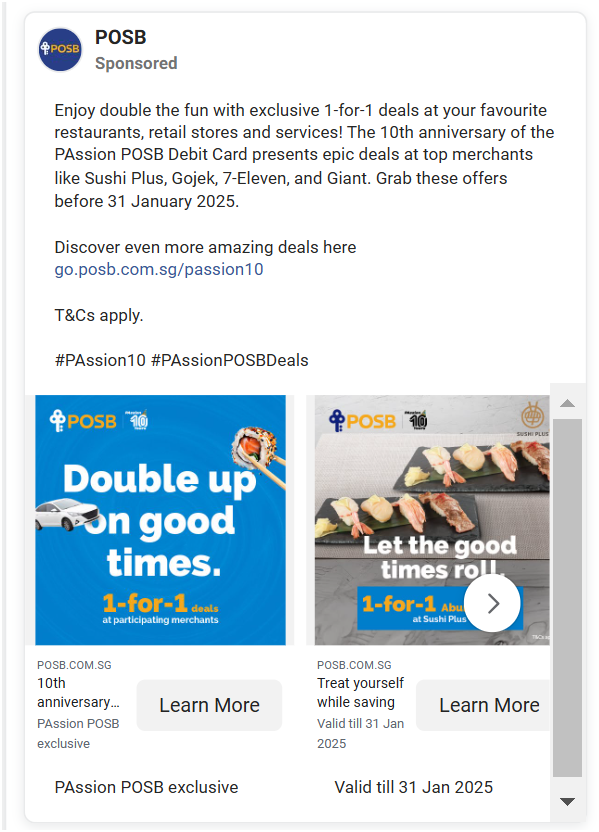 POSB
Sponsored
Enjoy double the fun with exclusive 1-for-1 deals at your favourite
restaurants, retail stores and services! The 10th anniversary of the
PAssion POSB Debit Card presents epic deals at top merchants
like Sushi Plus, Gojek, 7-Eleven, and Giant. Grab these offers
before 31 January 2025.
Discover even more amazing deals here
go.posb.com.sg/passion10
T&Cs apply.
#PAssion10 #PAssionPOSBDeals
POSB
10
Double up
on good
times.
1-for-1 deals
at participating merchants
POSB
10
SUSHI PLUS
Let the good
times roll.
1-for-1
at Sushi Plus
POSB.COM.SG
10th
anniversary...
PAssion POSB
exclusive
Learn More
POSB.COM.SG
Treat yourself
while saving
Valid till 31 Jan
2025
Learn More
PAssion POSB exclusive
Valid till 31 Jan 2025